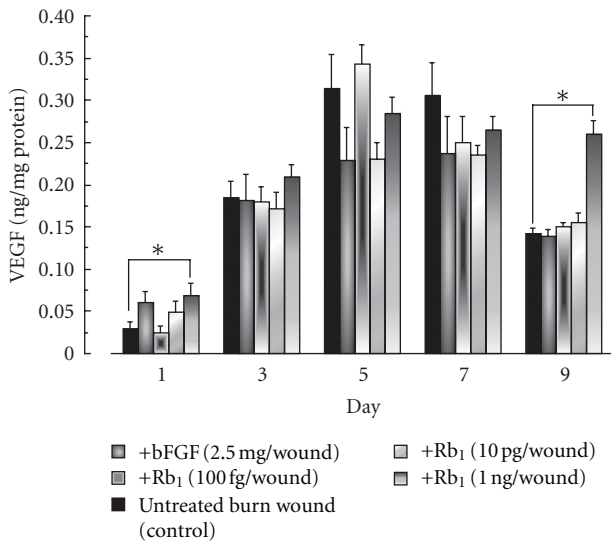 0.40
0.35
0.30
0.25
0.20
0.15
0.10
0.05
0
VEGF (ng/mg protein)
*
*
1 3 5 7 9
Day
+bFGF (2.5 mg/wound)
+Rb₁ (100 fg/wound)
Untreated burn wound
(control)
+Rb₁ (10 pg/wound)
+Rb₁ (1 ng/wound)